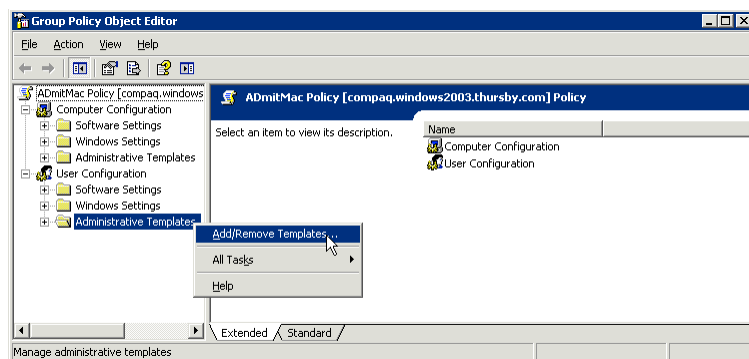 Group Policy Object Editor
File Action View Help
ADmitMac Policy [compaq.windows
Computer Configuration
Software Settings
Windows Settings
Administrative Templates
User Configuration
Software Settings
Windows Settings
Administrative Templates
ADmitMac Policy [compaq.windows2003.thursby.com] Policy
Select an item to view its description.
Name
Computer Configuration
User Configuration
Add/Remove Templates...
All Tasks
Help
Extended Standard
Manage administrative templates